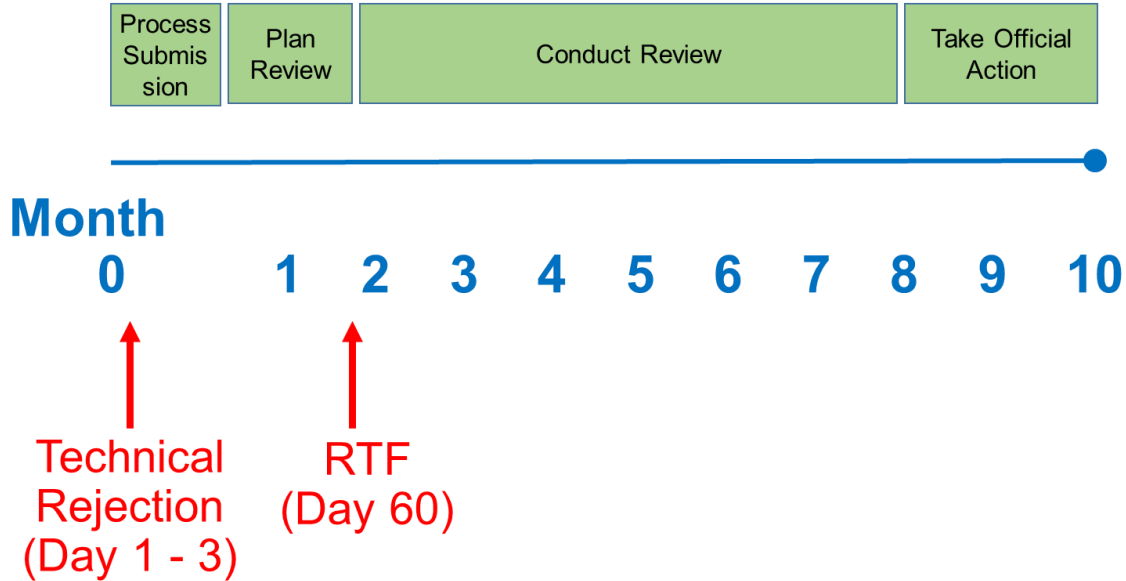 Process
Submis
sion
Plan
Review
Conduct Review
Take Official
Action
Month
0 1 2 3 4 5 6 7 8 9 10
Technical
Rejection
(Day 1 - 3)
RTF
(Day 60)